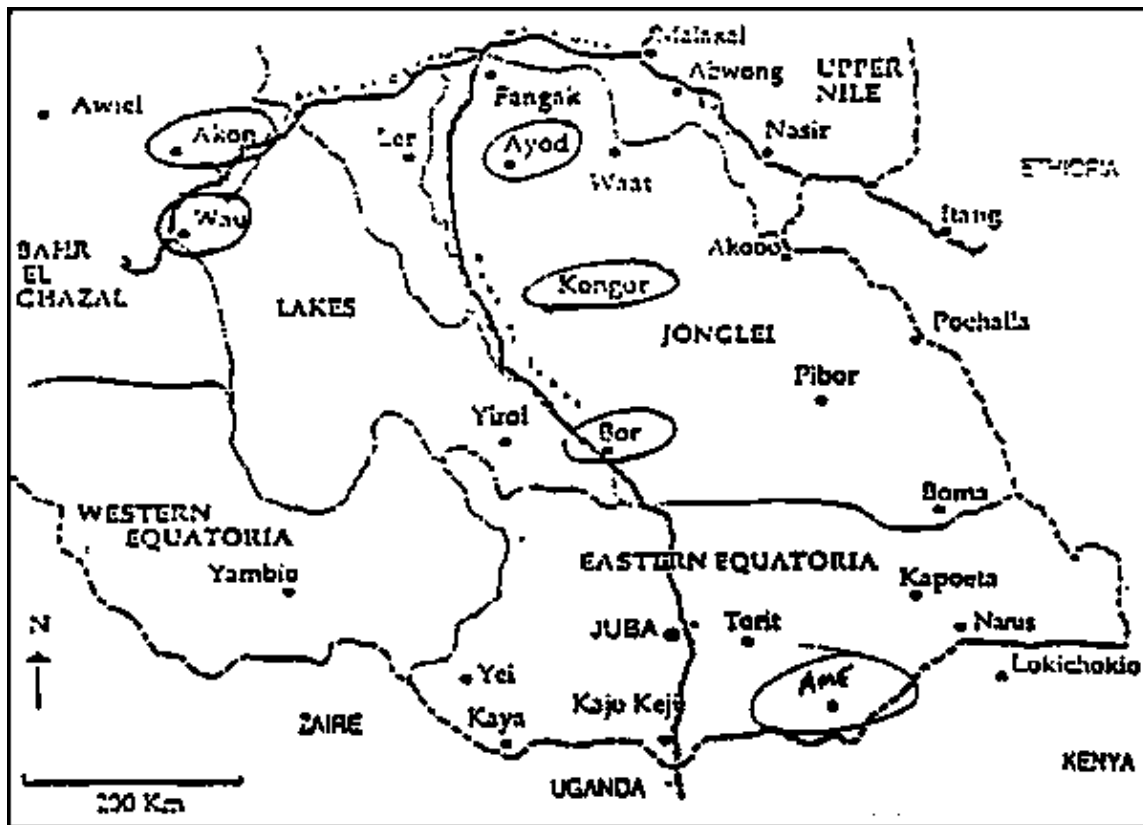 Malakal
Abwong
UPPER
NILE
Awiel
Akon
Ler
Fangak
Ayod
Waat
Nasir
ETHIOPIA
Wau
BAHR
EL
GHAZAL
Itang
Akobo
Kongor
LAKES
JONGLEI
Pochalla
Pibor
Yirol
Bor
Boma
WESTERN
EQUATORIA
Yambio
EASTERN EQUATORIA
Kapoeta
N
JUBA
Torit
Narus
Lokichokio
Yei
AME
ZAIRE
Kaya
Kajo Keji
KENYA
UGANDA
200 Km